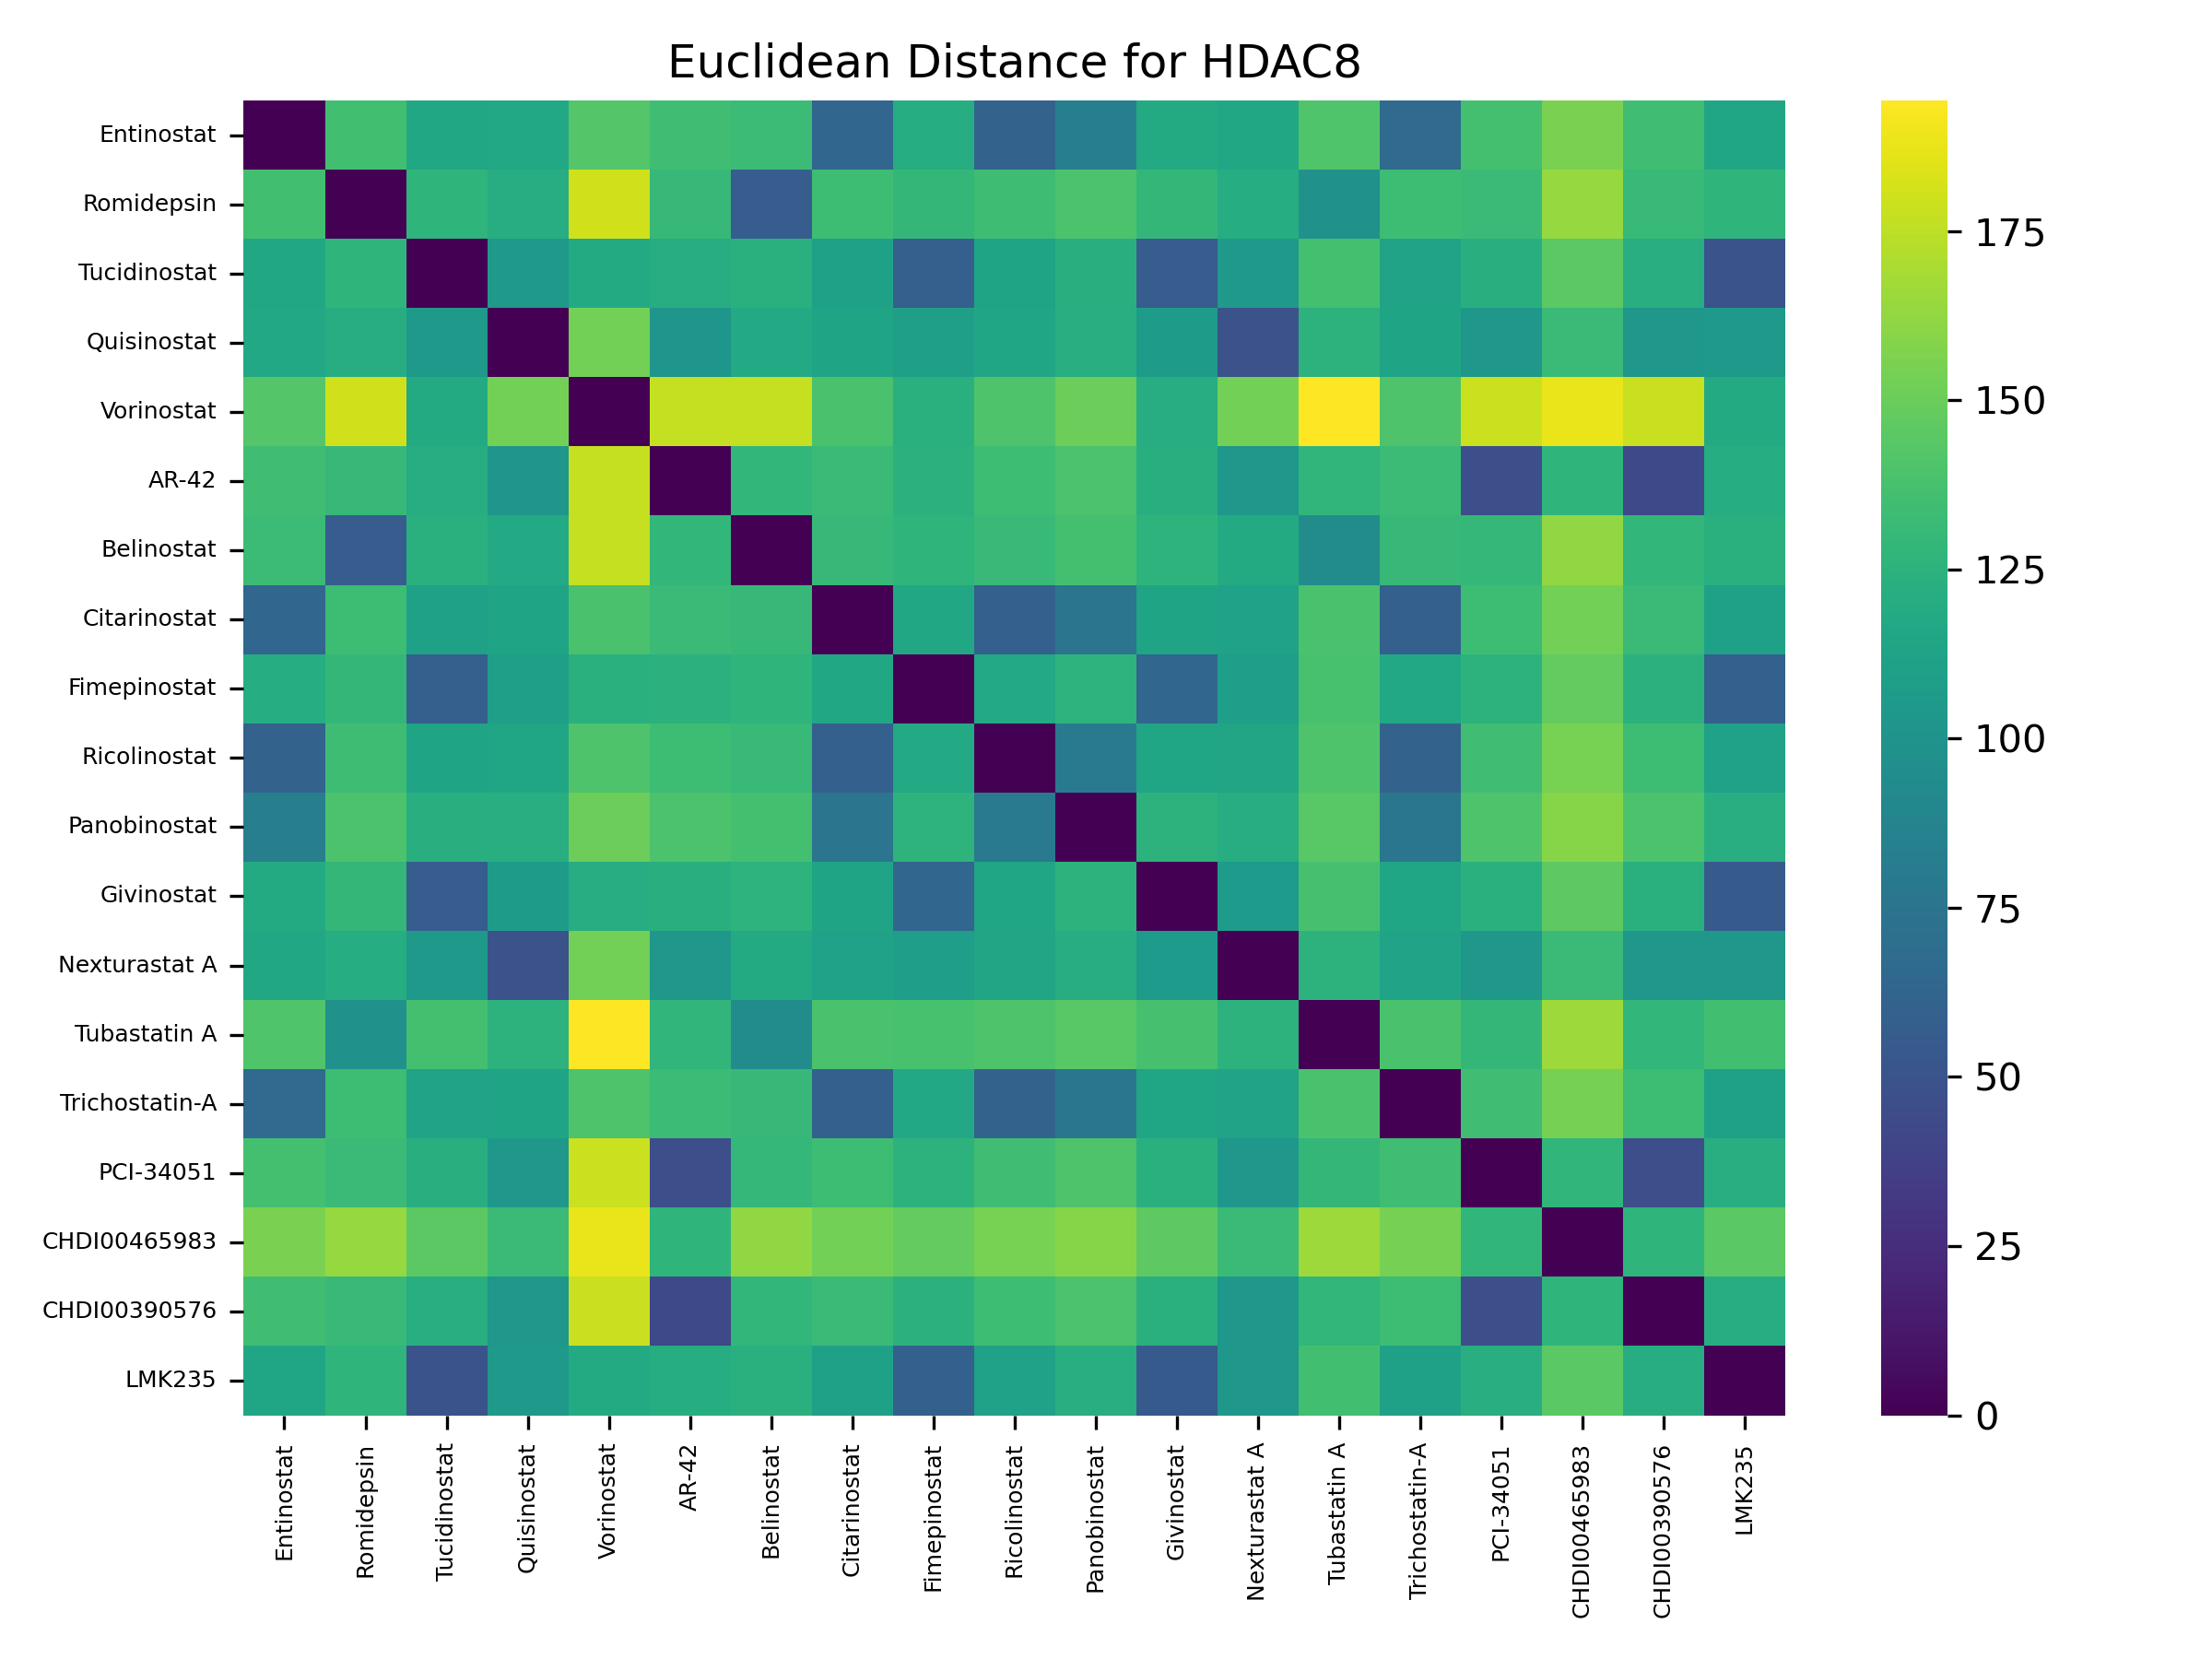 Euclidean Distance for HDAC8
Entinostat
Romidepsin
Tucidinostat
Quisinostat
Vorinostat
AR-42
Belinostat
Citarinostat
Fimepinostat
Ricolinostat
Panobinostat
Givinostat
Nexturastat A
Tubastatin A
Trichostatin-A
PCI-34051
CHDI00465983
CHDI00390576
LMK235
Entinostat
Romidepsin
Tucidinostat
Quisinostat
Vorinostat
AR-42
Belinostat
Citarinostat
Fimepinostat
Ricolinostat
Panobinostat
Givinostat
Nexturastat A
Tubastatin A
Trichostatin-A
PCI-34051
CHDI00465983
CHDI00390576
LMK235
175
150
125
100
75
50
25
0